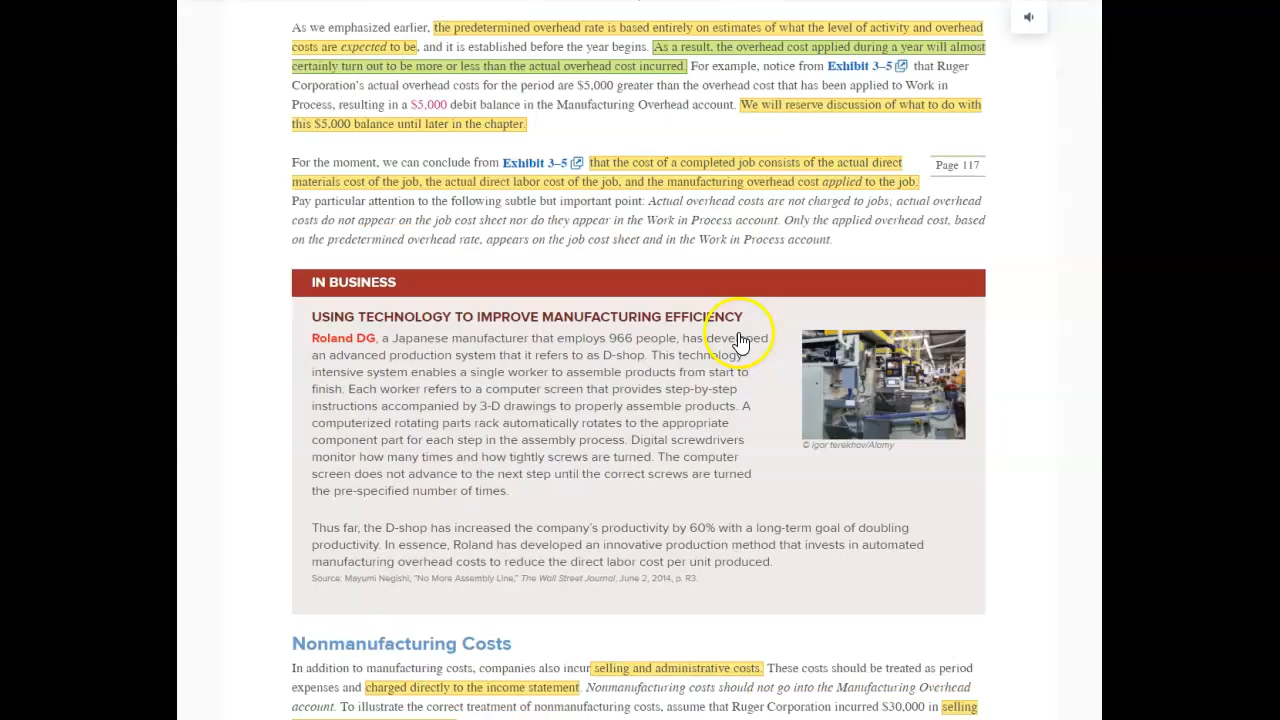 As we emphasized earlier, the predetermined overhead rate is based entirely on estimates of what the level of activity and overhead
costs are expected to be, and it is established before the year begins. As a result, the overhead cost applied during a year will almost
certainly turn out to be more or less than the actual overhead cost incurred. For example, notice from Exhibit 3–5 that Ruger
Corporation’s actual overhead costs for the period are $5,000 greater than the overhead cost that has been applied to Work in
Process, resulting in a $5,000 debit balance in the Manufacturing Overhead account. We will reserve discussion of what to do with
this $5,000 balance until later in the chapter.
For the moment, we can conclude from Exhibit 3–5 that the cost of a completed job consists of the actual direct
Page 117
materials cost of the job, the actual direct labor cost of the job, and the manufacturing overhead cost applied to the job.
Pay particular attention to the following subtle but important point: Actual overhead costs are not charged to jobs; actual overhead
costs do not appear on the job cost sheet nor do they appear in the Work in Process account. Only the applied overhead cost, based
on the predetermined overhead rate, appears on the job cost sheet and in the Work in Process account.
IN BUSINESS
USING TECHNOLOGY TO IMPROVE MANUFACTURING EFFICIENCY
Roland DG, a Japanese manufacturer that employs 966 people, has developed
an advanced production system that it refers to as D-shop. This technology
intensive system enables a single worker to assemble products from start to
finish. Each worker refers to a computer screen that provides step-by-step
instructions accompanied by 3-D drawings to properly assemble products. A
computerized rotating parts rack automatically rotates to the appropriate
component part for each step in the assembly process. Digital screwdrivers
monitor how many times and how tightly screws are turned. The computer
screen does not advance to the next step until the correct screws are turned
the pre-specified number of times.
© igor terekhov/Alamy
Thus far, the D-shop has increased the company’s productivity by 60% with a long-term goal of doubling
productivity. In essence, Roland has developed an innovative production method that invests in automated
manufacturing overhead costs to reduce the direct labor cost per unit produced.
Source: Mayumi Negishi, “No More Assembly Line,” The Wall Street Journal, June 2, 2014, p. R3.
Nonmanufacturing Costs
In addition to manufacturing costs, companies also incur selling and administrative costs. These costs should be treated as period
expenses and charged directly to the income statement. Nonmanufacturing costs should not go into the Manufacturing Overhead
account. To illustrate the correct treatment of nonmanufacturing costs, assume that Ruger Corporation incurred $30,000 in selling